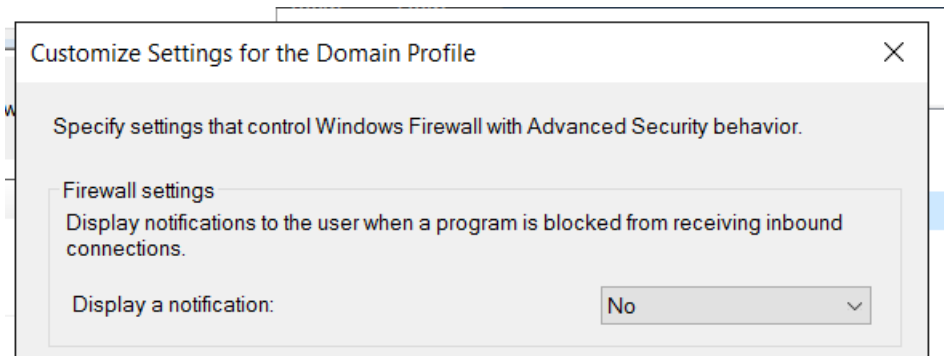 Customize Settings for the Domain Profile
Specify settings that control Windows Firewall with Advanced Security behavior.
Firewall settings
Display notifications to the user when a program is blocked from receiving inbound
connections.
Display a notification:
No